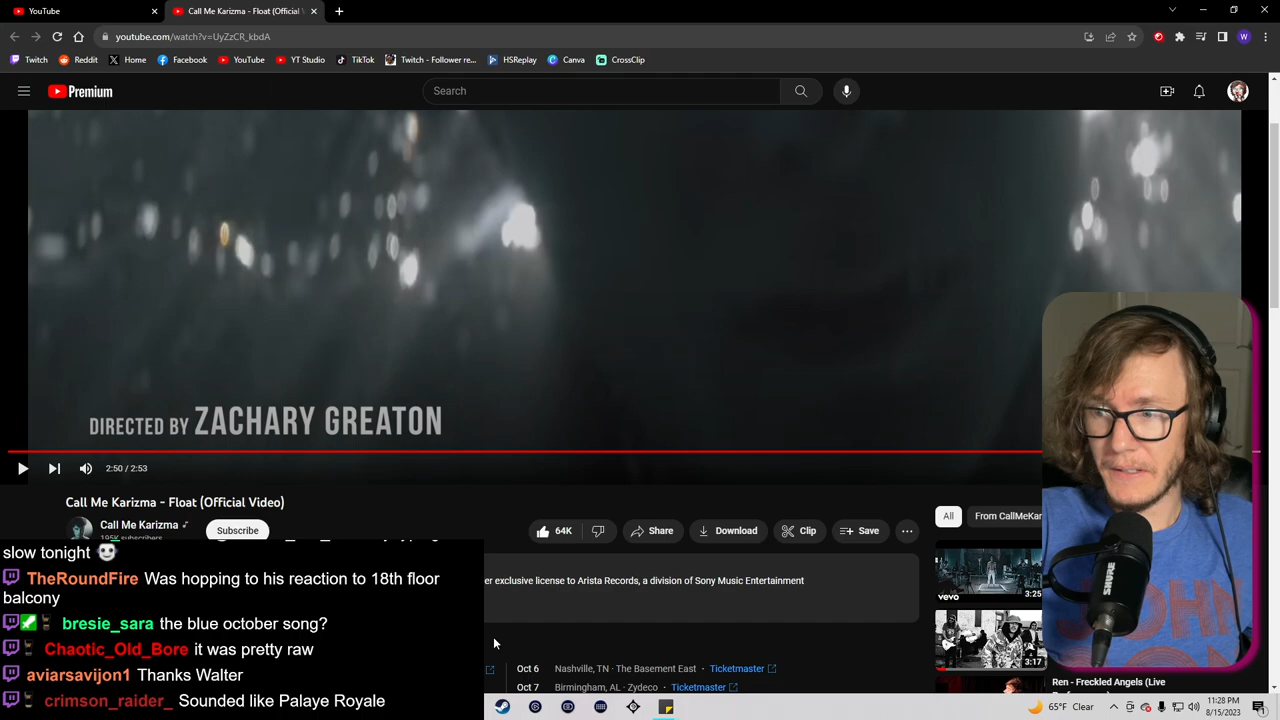 YouTube
Call Me Karizma - Float (Official
youtube.com/watch?v=UyZzCR_kbdA
Twitch
Reddit
Home
Facebook
YouTube
YT Studio
TikTok
Twitch - Follower re...
HSReplay
Canva
CrossClip
W
Premium
Search
DIRECTED BY ZACHARY GREATON
2:50 / 2:53
Call Me Karizma - Float (Official Video)
Call Me Karizma
195K subscribers
Subscribe
64K
Share
Download
Clip
Save
All
From CallMeKar
er exclusive license to Arista Records, a division of Sony Music Entertainment
vevo
3:25
3:17
Ren - Freckled Angels (Live
Oct 6 Nashville, TN · The Basement East - Ticketmaster
Oct 7 Birmingham, AL · Zydeco - Ticketmaster
slow tonight
TheRoundFire Was hopping to his reaction to 18th floor
balcony
bresie_sara the blue october song?
Chaotic_Old_Bore it was pretty raw
aviarsavijon1 Thanks Walter
crimson_raider_ Sounded like Palaye Royale
SHURE
JOHN
65°F Clear
11:28 PM
8/15/2023